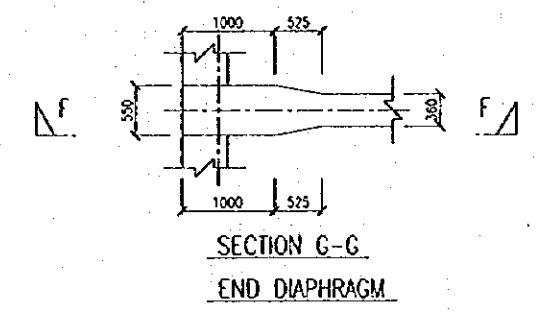 1000 525
550
F
360
F
1000 525
SECTION G-G
END DIAPHRAGM